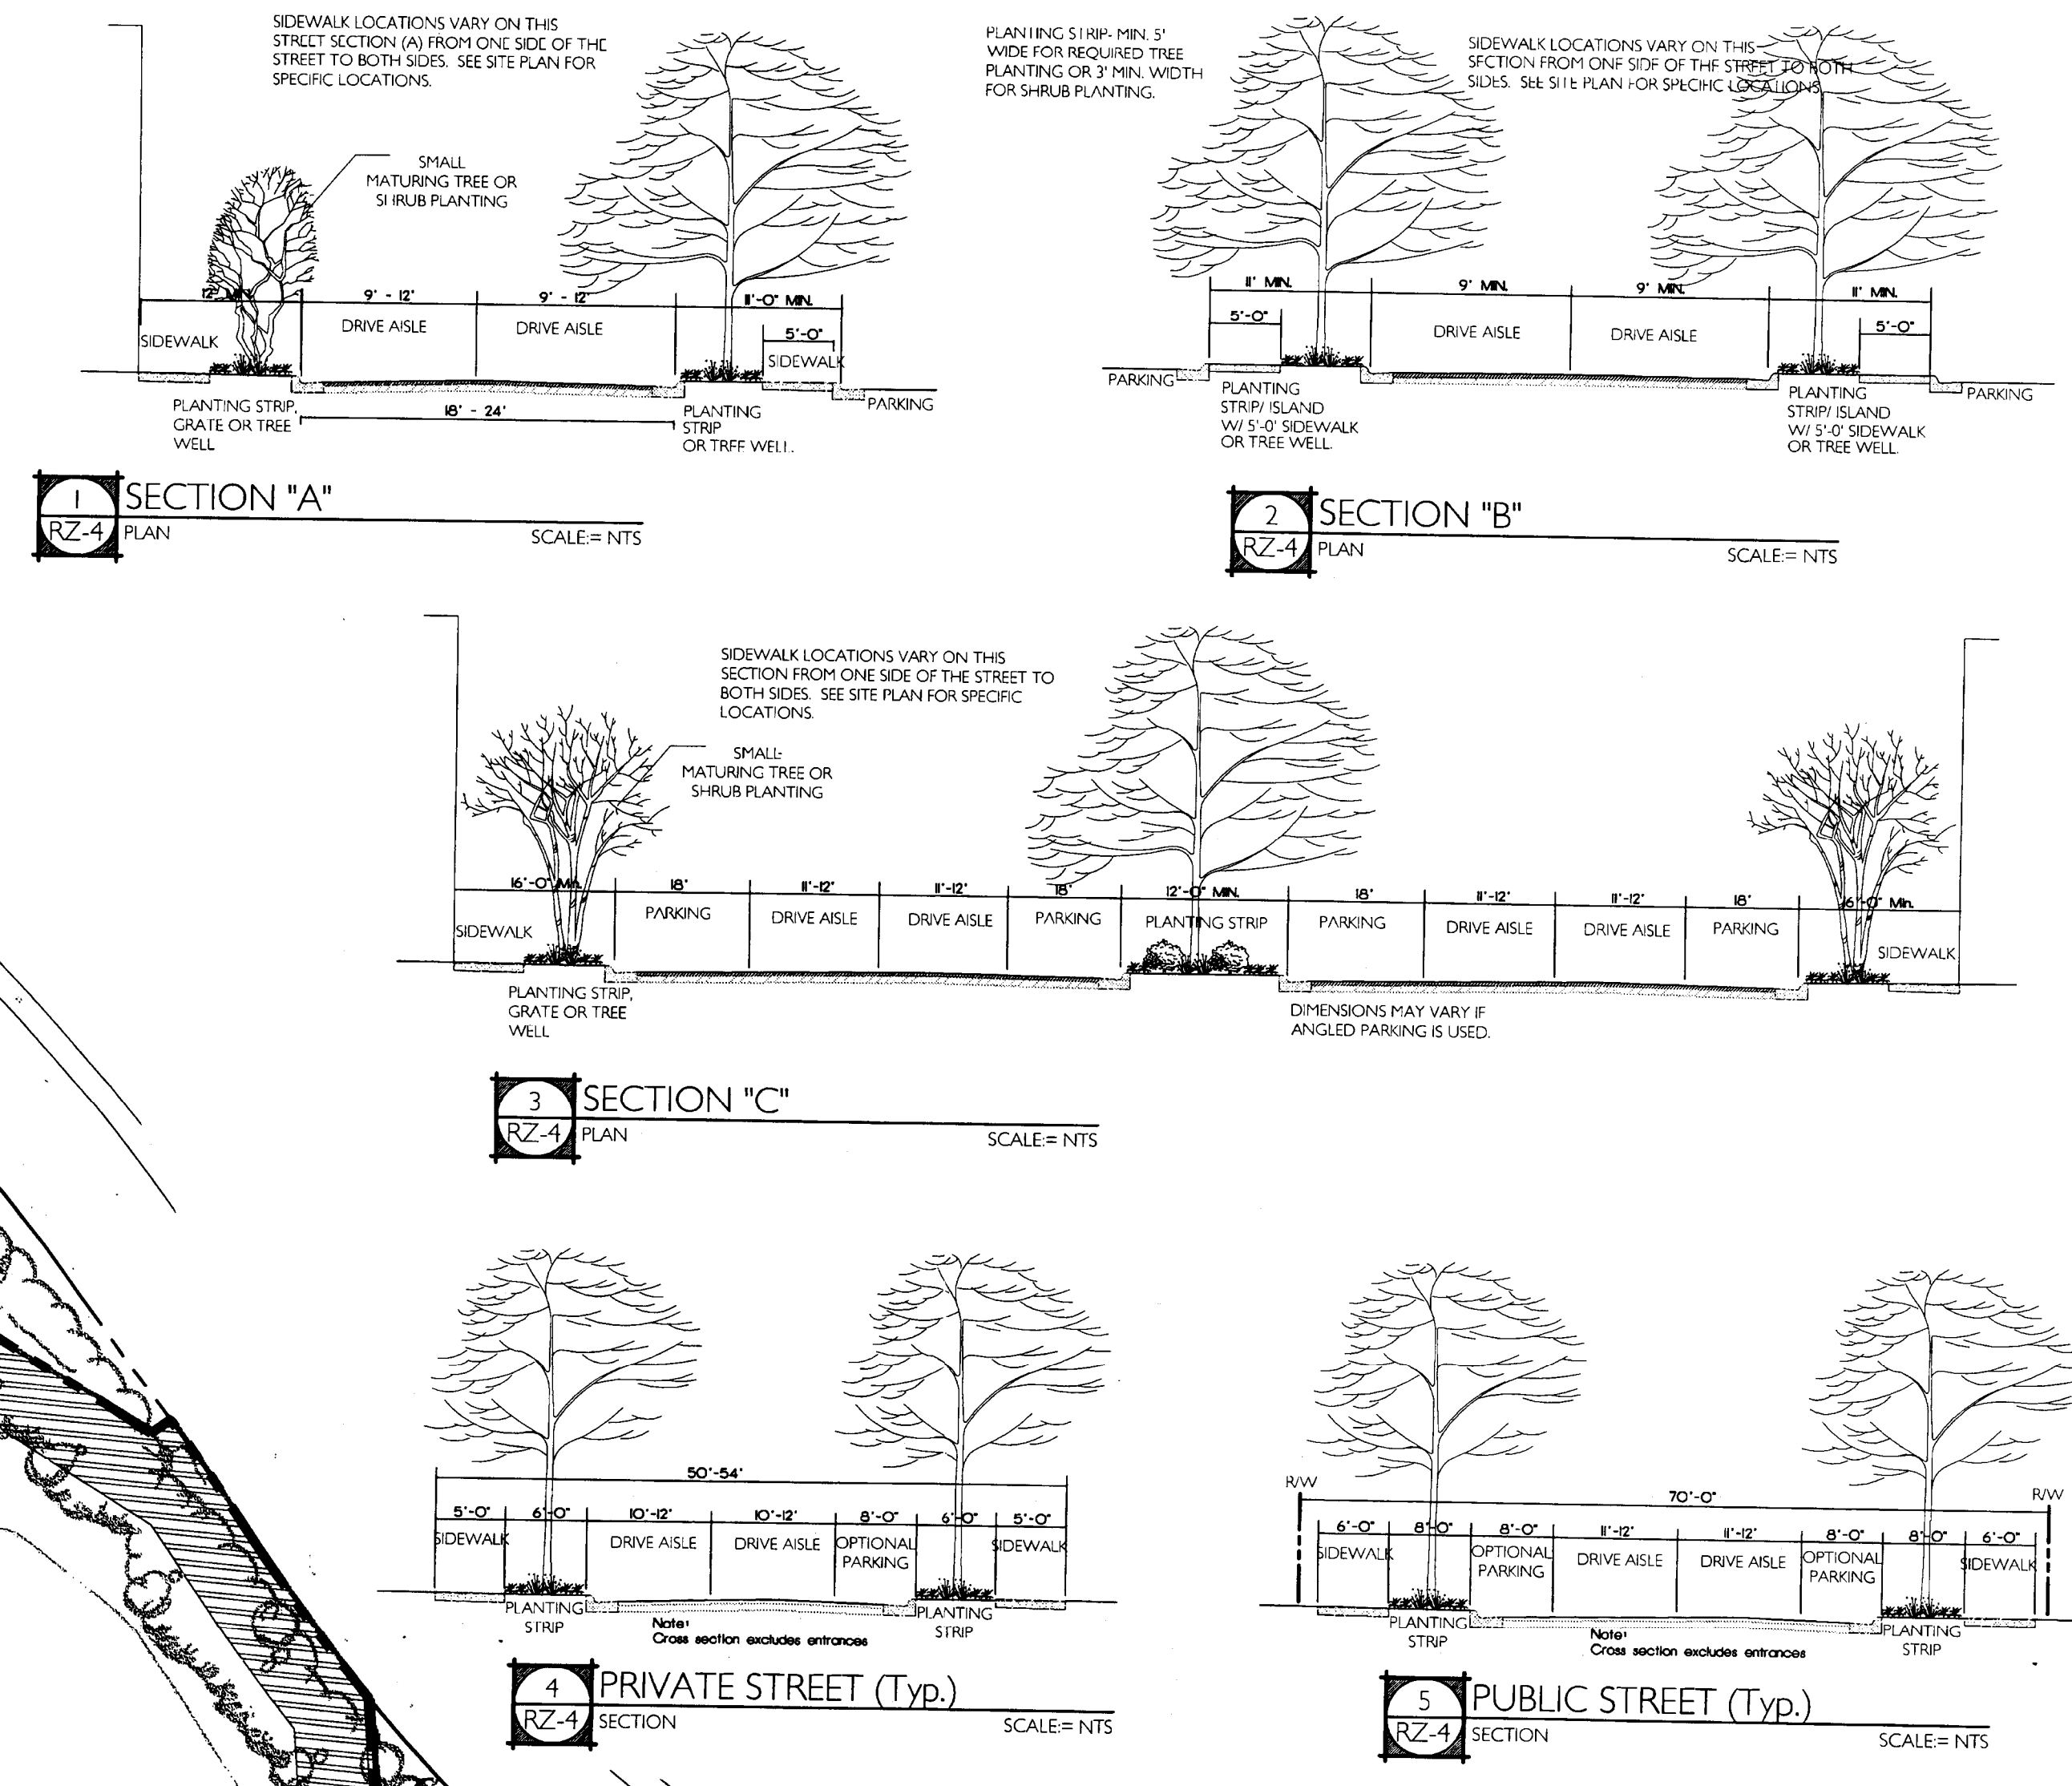 SIDEWALK LOCATIONS VARY ON THIS
STREET SECTION (A) FROM ONE SIDE OF THE
STREET TO BOTH SIDES. SEE SITE PLAN FOR
SPECIFIC LOCATIONS.
SMALL
MATURING TREE OR
SHRUB PLANTING
12' MIN.
9' - 12'
9' - 12'
11'-0" MIN.
SIDEWALK
DRIVE AISLE
DRIVE AISLE
5'-0"
SIDEWALK
PARKING
PLANTING STRIP,
GRATE OR TREE
WELL
18' - 24'
PLANTING
STRIP
OR TREE WELL.
1
RZ-4
SECTION "A"
PLAN
SCALE:= NTS
PLANTING STRIP- MIN. 5'
WIDE FOR REQUIRED TREE
PLANTING OR 3' MIN. WIDTH
FOR SHRUB PLANTING.
SIDEWALK LOCATIONS VARY ON THIS
SECTION FROM ONE SIDE OF THE STREET TO BOTH
SIDES. SEE SITE PLAN FOR SPECIFIC LOCATIONS
11' MIN.
9' MIN.
9' MIN.
11' MIN.
5'-0"
DRIVE AISLE
DRIVE AISLE
5'-0"
PARKING
PARKING
PLANTING
STRIP/ ISLAND
W/ 5'-0" SIDEWALK
OR TREE WELL.
PLANTING
STRIP/ ISLAND
W/ 5'-0" SIDEWALK
OR TREE WELL.
2
RZ-4
SECTION "B"
PLAN
SCALE:= NTS
SIDEWALK LOCATIONS VARY ON THIS
SECTION FROM ONE SIDE OF THE STREET TO
BOTH SIDES. SEE SITE PLAN FOR SPECIFIC
LOCATIONS.
SMALL-
MATURING TREE OR
SHRUB PLANTING
16'-0" Min.
18'
11'-12'
11'-12'
18'
12'-0" MIN.
18'
11'-12'
11'-12'
18'
16'-0" Min.
SIDEWALK
PARKING
DRIVE AISLE
DRIVE AISLE
PARKING
PLANTING STRIP
PARKING
DRIVE AISLE
DRIVE AISLE
PARKING
SIDEWALK
PLANTING STRIP,
GRATE OR TREE
WELL
DIMENSIONS MAY VARY IF
ANGLED PARKING IS USED.
3
RZ-4
SECTION "C"
PLAN
SCALE:= NTS
50'-54'
5'-0"
6'-0"
10'-12'
10'-12'
8'-0"
6'-0"
5'-0"
SIDEWALK
DRIVE AISLE
DRIVE AISLE
OPTIONAL
PARKING
SIDEWALK
PLANTING
STRIP
Note:
Cross section excludes entrances
PLANTING
STRIP
4
RZ-4
PRIVATE STREET (Typ.)
SECTION
SCALE:= NTS
R/W
70'-0"
R/W
6'-0"
8'-0"
8'-0"
11'-12'
11'-12'
8'-0"
8'-0"
6'-0"
SIDEWALK
OPTIONAL
PARKING
DRIVE AISLE
DRIVE AISLE
OPTIONAL
PARKING
SIDEWALK
PLANTING
STRIP
Note:
Cross section excludes entrances
PLANTING
STRIP
5
RZ-4
PUBLIC STREET (Typ.)
SECTION
SCALE:= NTS